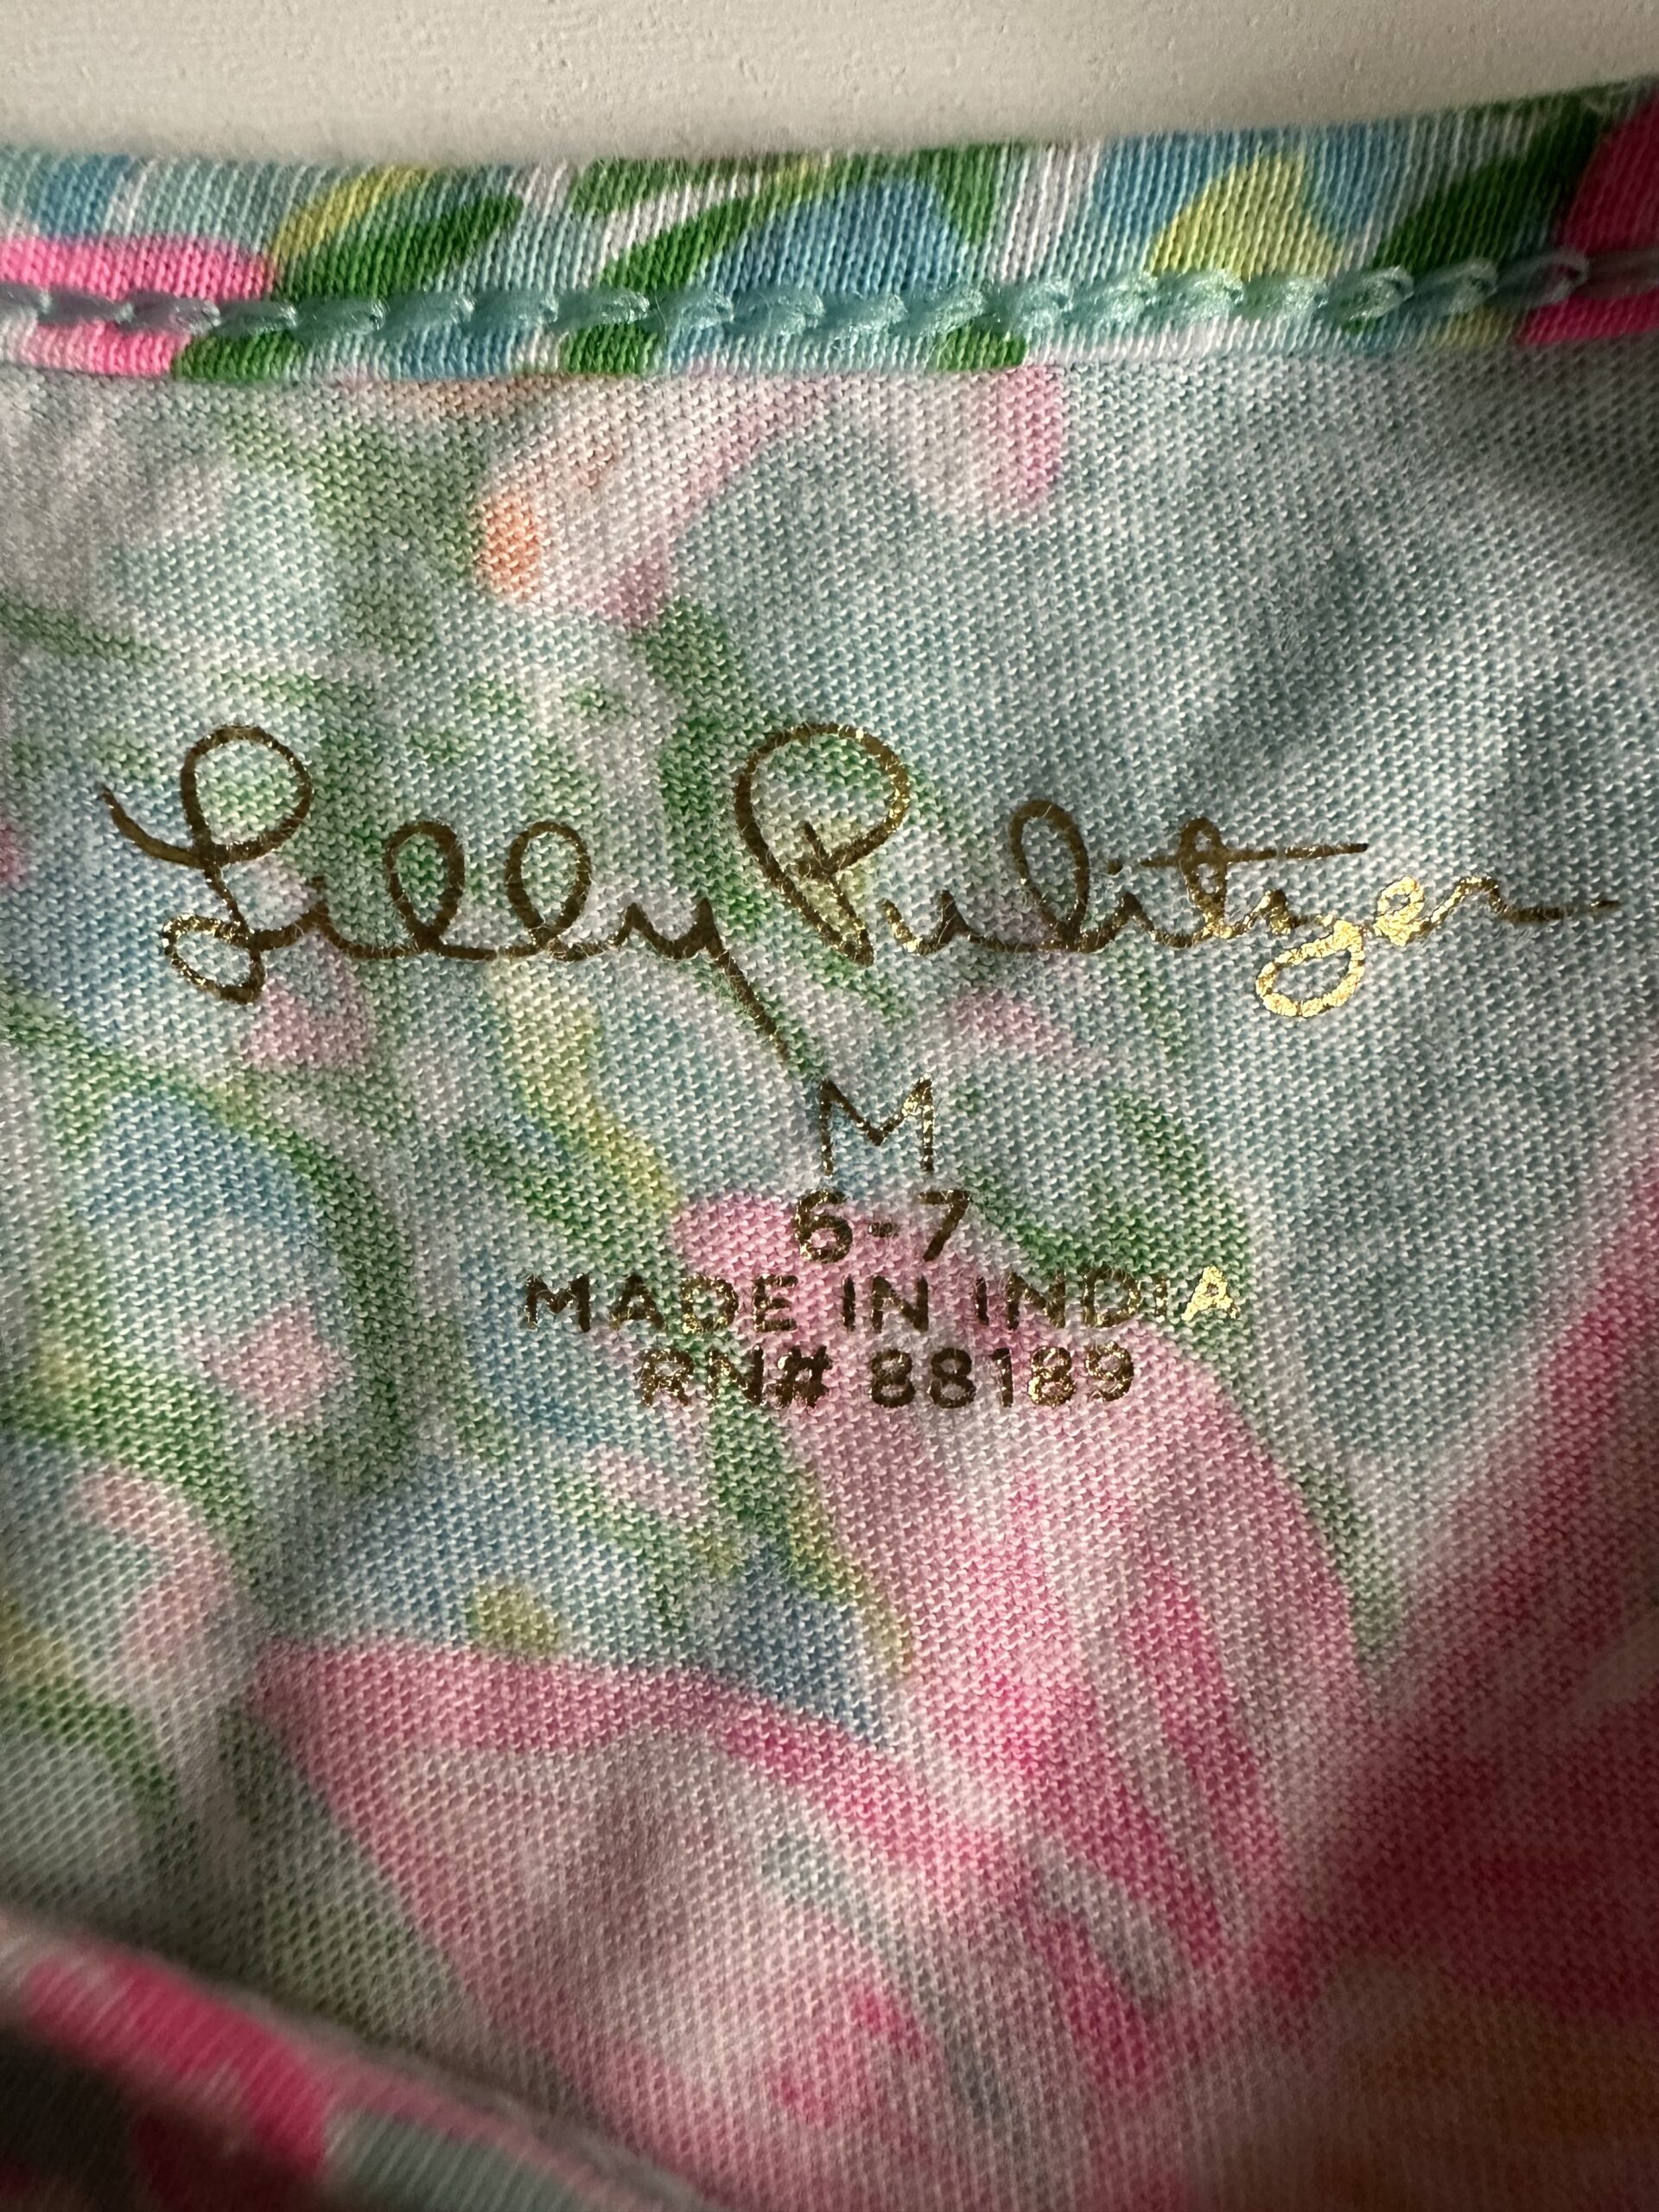 Lilly Pulitzer
M
6-7
MADE IN INDIA
RN# 88189